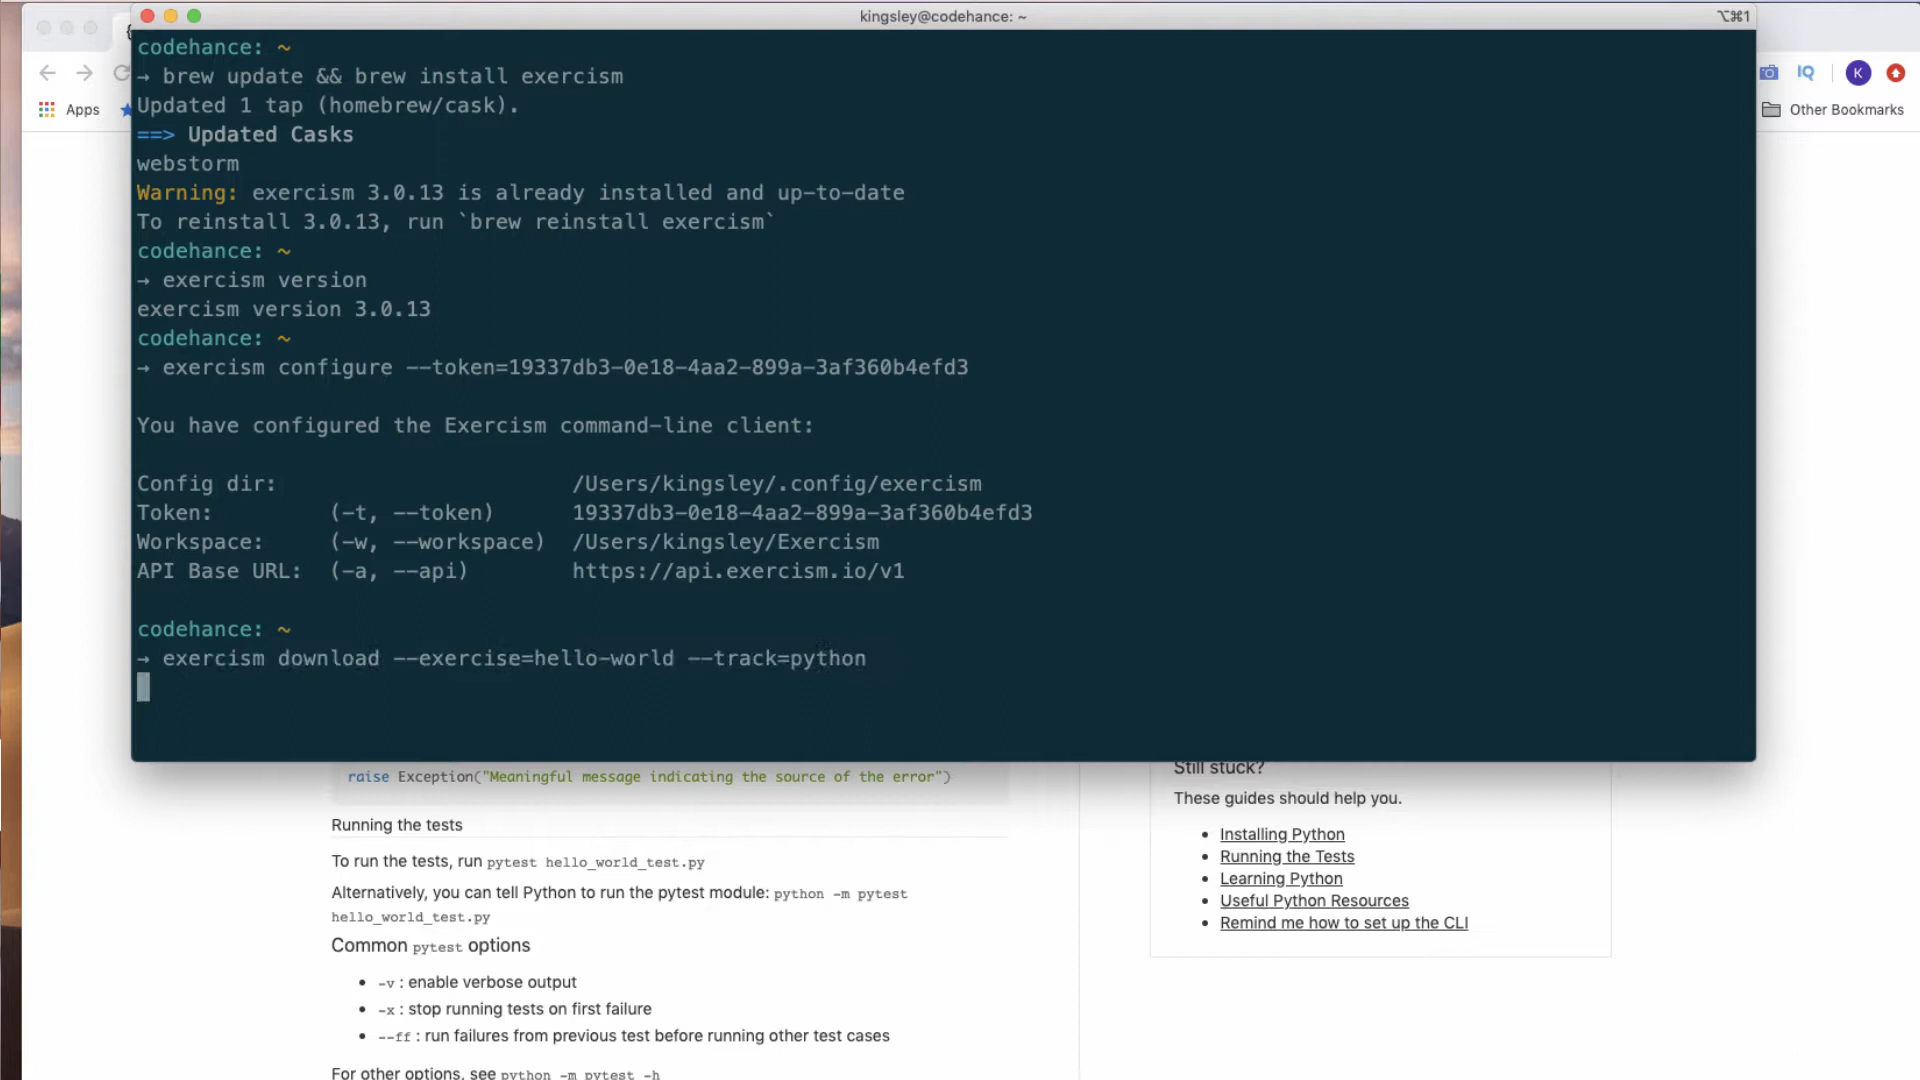 kingsley@codehance: ~
⌥⌘1
codehance: ~
→ brew update && brew install exercism
Updated 1 tap (homebrew/cask).
==> Updated Casks
webstorm
Warning: exercism 3.0.13 is already installed and up-to-date
To reinstall 3.0.13, run `brew reinstall exercism`
codehance: ~
→ exercism version
exercism version 3.0.13
codehance: ~
→ exercism configure --token=19337db3-0e18-4aa2-899a-3af360b4efd3
You have configured the Exercism command-line client:
Config dir: /Users/kingsley/.config/exercism
Token: (-t, --token) 19337db3-0e18-4aa2-899a-3af360b4efd3
Workspace: (-w, --workspace) /Users/kingsley/Exercism
API Base URL: (-a, --api) https://api.exercism.io/v1
codehance: ~
→ exercism download --exercise=hello-world --track=python
Apps
IQ
K
Other Bookmarks
raise Exception("Meaningful message indicating the source of the error")
Running the tests
To run the tests, run pytest hello_world_test.py
Alternatively, you can tell Python to run the pytest module: python -m pytest
hello_world_test.py
Common pytest options
• -v : enable verbose output
• -x : stop running tests on first failure
• --ff : run failures from previous test before running other test cases
For other options, see python -m pytest -h
Still stuck?
These guides should help you.
• Installing Python
• Running the Tests
• Learning Python
• Useful Python Resources
• Remind me how to set up the CLI